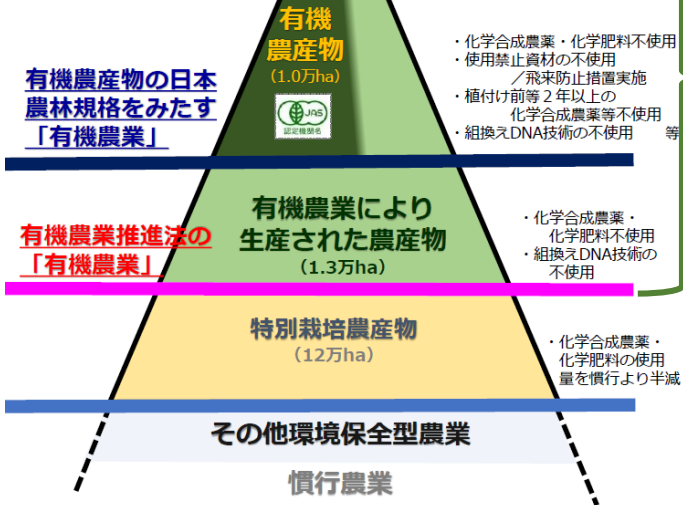 有機
農産物
（1.0万ha）
JAS
認定機関名
有機農産物の日本
農林規格をみたす
「有機農業」
・化学合成農薬・化学肥料不使用
・使用禁止資材の不使用
／飛来防止措置実施
・植付け前等２年以上の
化学合成農薬等不使用
・組換えDNA技術の不使用　等
有機農業推進法の
「有機農業」
有機農業により
生産された農産物
（1.3万ha）
・化学合成農薬・
化学肥料不使用
・組換えDNA技術の
不使用
特別栽培農産物
（12万ha）
・化学合成農薬・
化学肥料の使用
量を慣行より半減
その他環境保全型農業
慣行農業